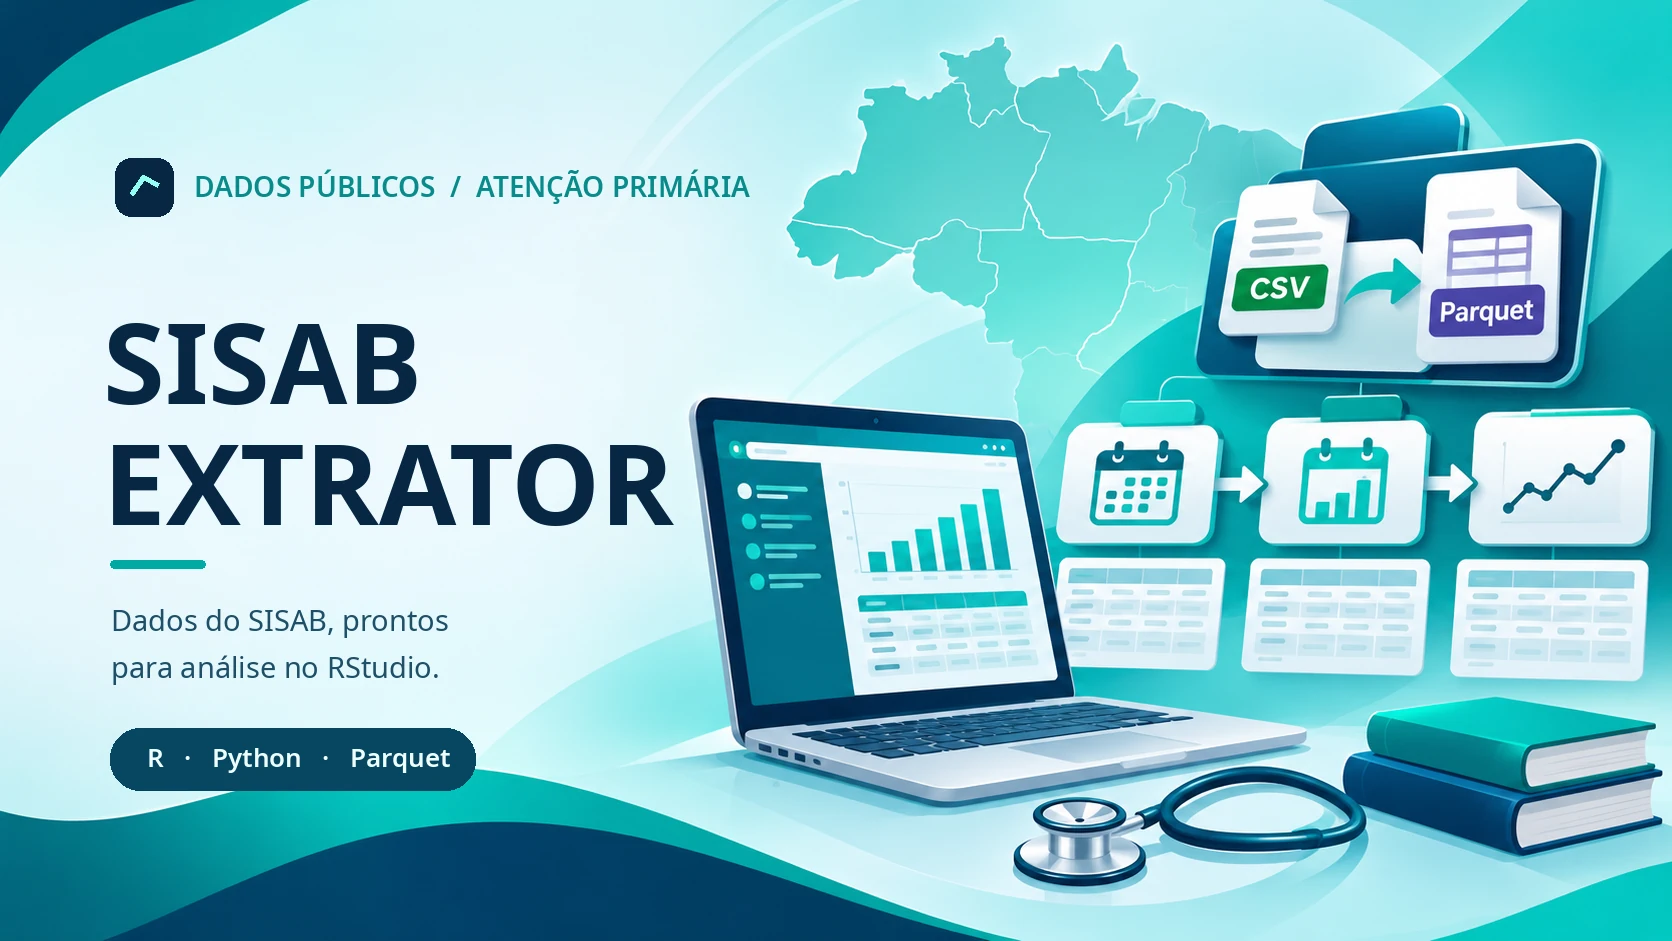 DADOS PÚBLICOS / ATENÇÃO PRIMÁRIA
SISAB
EXTRATOR
Dados do SISAB, prontos
para análise no RStudio.
R · Python · Parquet
CSV
Parquet